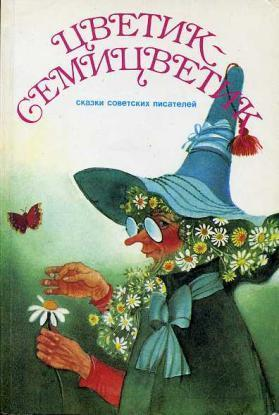 ЦВЕТИК-
СЕМИЦВЕТИК
сказки советских писателей